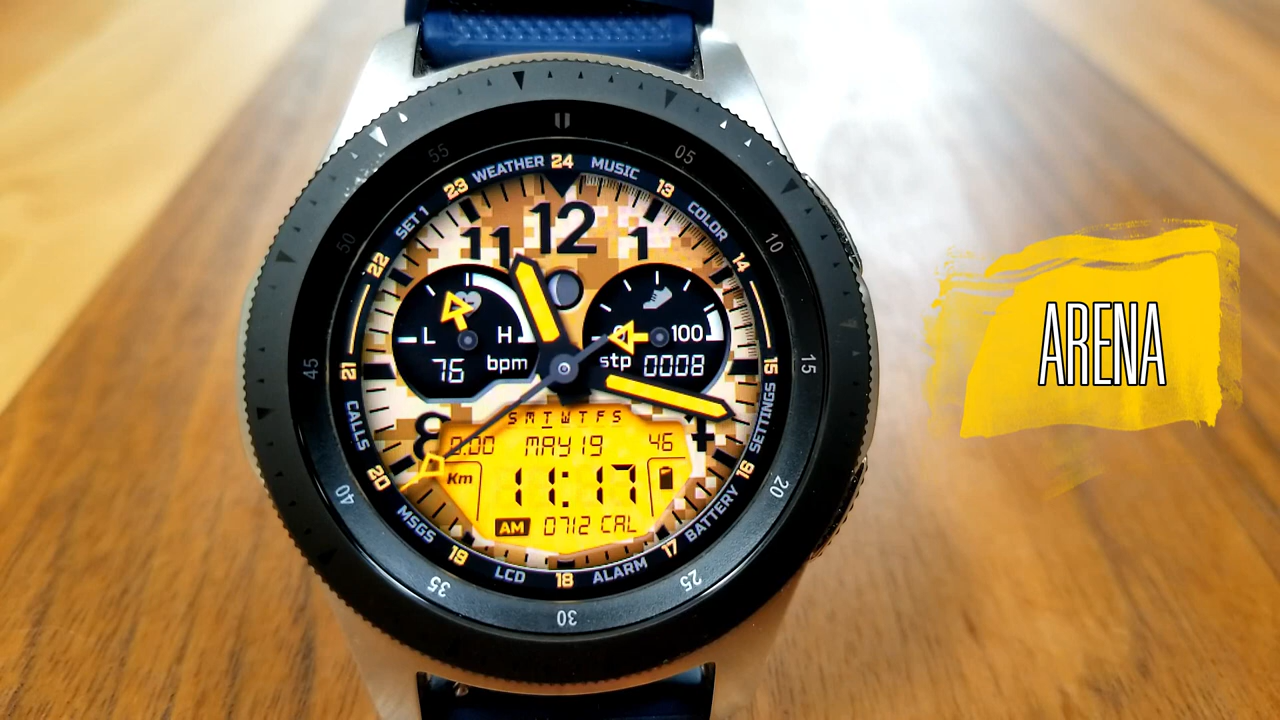 55
05
50
10
45
15
40
20
35
25
30
24
WEATHER
MUSIC
23
13
SET 1
COLOR
22
14
21
15
CALLS
SETTINGS
20
16
MSGS
BATTERY
19
17
LCD
18
ALARM
11 12 1
L H
76 bpm
100
stp 0008
8
S M T W T F S
0.00 MAY19 46
Km 11:17
AM 0712 CAL
ARENA